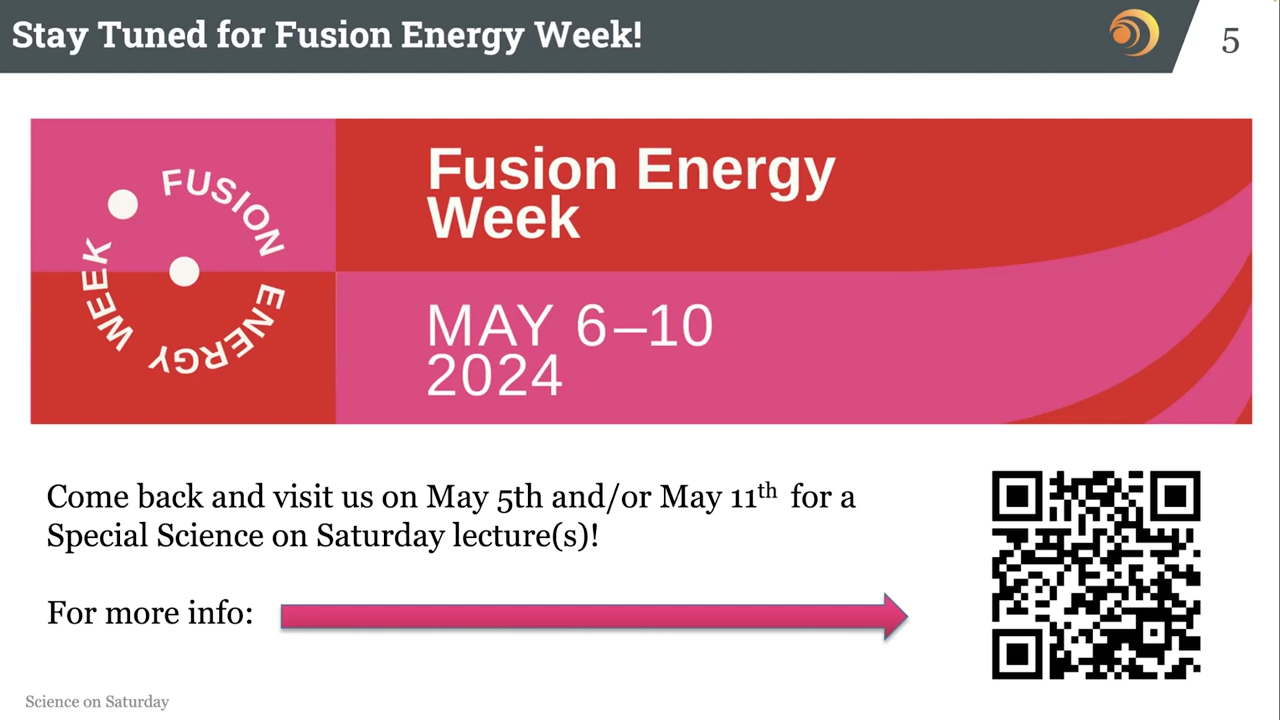 Stay Tuned for Fusion Energy Week!
5
FUSION ENERGY WEEK
Fusion Energy
Week
MAY 6–10
2024
Come back and visit us on May 5th and/or May 11th for a
Special Science on Saturday lecture(s)!
For more info:
Science on Saturday